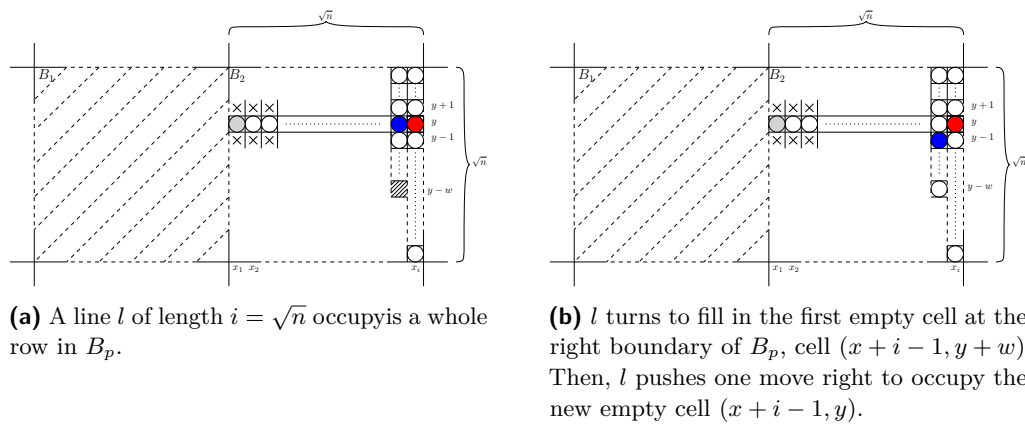 √n
√n
B₁
B₂
B₁
B₂
y + 1
y
y − 1
y − w
√n
y + 1
y
y − 1
y − w
√n
x₁ x₂ xᵢ
x₁ x₂ xᵢ
(a) A line l of length i = √n occupyis a whole
row in Bₚ.
(b) l turns to fill in the first empty cell at the
right boundary of Bₚ, cell (x + i − 1, y + w)
Then, l pushes one move right to occupy the
new empty cell (x + i − 1, y).